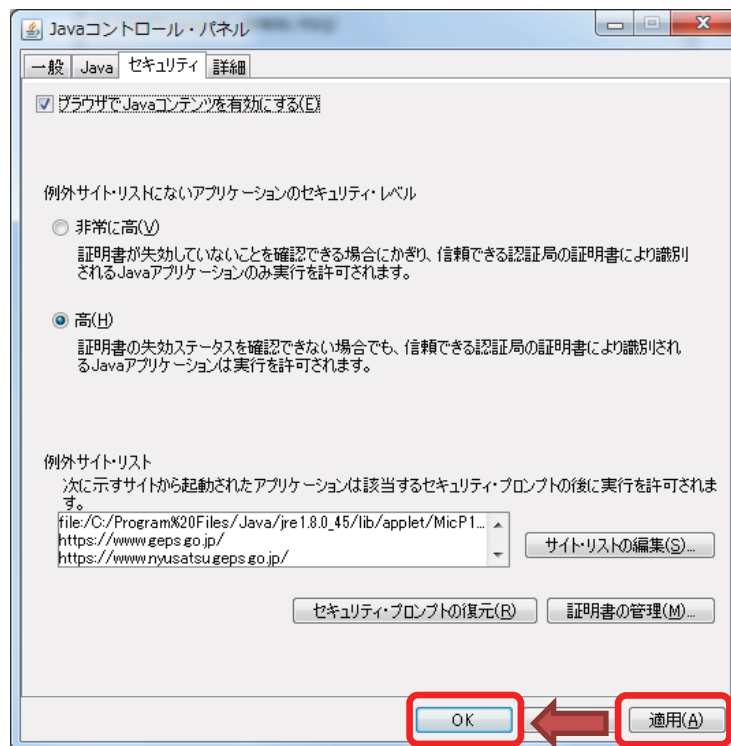 Javaコントロール・パネル
一般 Java セキュリティ 詳細
ブラウザでJavaコンテンツを有効にする(E)
例外サイト・リストにないアプリケーションのセキュリティ・レベル
非常に高(V)
証明書が失効していないことを確認できる場合にかぎり、信頼できる認証局の証明書により識別
されるJavaアプリケーションのみ実行を許可されます。
高(H)
証明書の失効ステータスを確認できない場合でも、信頼できる認証局の証明書により識別され
るJavaアプリケーションは実行を許可されます。
例外サイト・リスト
次に示すサイトから起動されたアプリケーションは該当するセキュリティ・プロンプトの後に実行を許可されま
す。
file:/C:/Program%20Files/Java/jre1.8.0_45/lib/applet/MicP1...
https://www.geps.go.jp/
https://www.nyusatsu.geps.go.jp/
サイト・リストの編集(S)...
セキュリティ・プロンプトの復元(R) 証明書の管理(M)...
OK 適用(A)